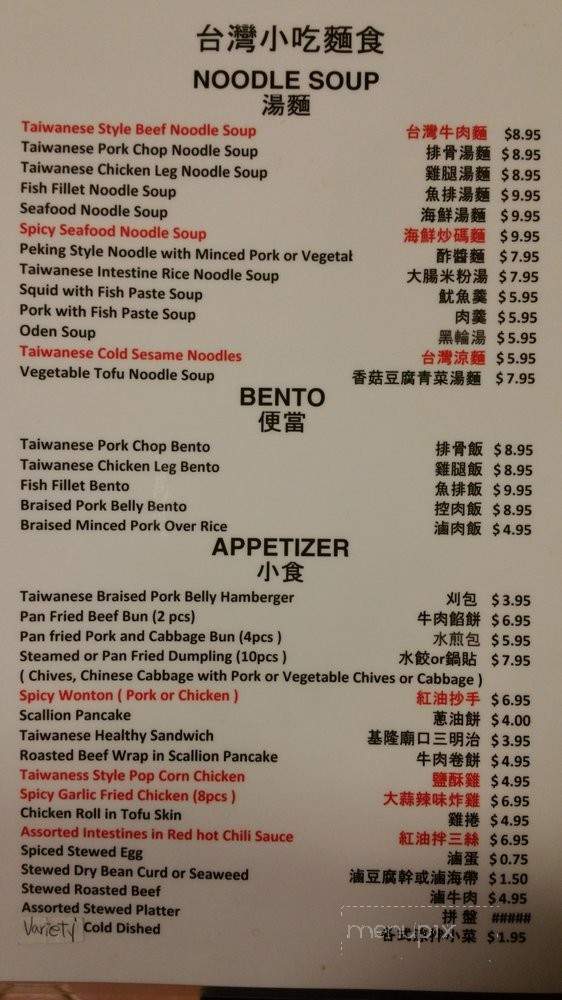 台灣小吃麵食
NOODLE SOUP
湯麵
Taiwanese Style Beef Noodle Soup 台灣牛肉麵 $8.95
Taiwanese Pork Chop Noodle Soup 排骨湯麵 $8.95
Taiwanese Chicken Leg Noodle Soup 雞腿湯麵 $8.95
Fish Fillet Noodle Soup 魚排湯麵 $9.95
Seafood Noodle Soup 海鮮湯麵 $9.95
Spicy Seafood Noodle Soup 海鮮炒碼麵 $9.95
Peking Style Noodle with Minced Pork or Vegetal 酢醬麵 $7.95
Taiwanese Intestine Rice Noodle Soup 大腸米粉湯 $7.95
Squid with Fish Paste Soup 魷魚羹 $5.95
Pork with Fish Paste Soup 肉羹 $5.95
Oden Soup 黑輪湯 $5.95
Taiwanese Cold Sesame Noodles 台灣涼麵 $5.95
Vegetable Tofu Noodle Soup 香菇豆腐青菜湯麵 $7.95
BENTO
便當
Taiwanese Pork Chop Bento 排骨飯 $8.95
Taiwanese Chicken Leg Bento 雞腿飯 $8.95
Fish Fillet Bento 魚排飯 $9.95
Braised Pork Belly Bento 控肉飯 $8.95
Braised Minced Pork Over Rice 滷肉飯 $4.95
APPETIZER
小食
Taiwanese Braised Pork Belly Hamberger 刈包 $3.95
Pan Fried Beef Bun (2 pcs) 牛肉餡餅 $6.95
Pan fried Pork and Cabbage Bun (4pcs ) 水煎包 $5.95
Steamed or Pan Fried Dumpling (10pcs ) 水餃or鍋貼 $7.95
( Chives, Chinese Cabbage with Pork or Vegetable Chives or Cabbage )
Spicy Wonton ( Pork or Chicken ) 紅油抄手 $6.95
Scallion Pancake 蔥油餅 $4.00
Taiwanese Healthy Sandwich 基隆廟口三明治 $3.95
Roasted Beef Wrap in Scallion Pancake 牛肉卷餅 $4.95
Taiwaness Style Pop Corn Chicken 鹽酥雞 $4.95
Spicy Garlic Fried Chicken (8pcs ) 大蒜辣味炸雞 $6.95
Chicken Roll in Tofu Skin 雞捲 $4.95
Assorted Intestines in Red hot Chili Sauce 紅油拌三絲 $6.95
Spiced Stewed Egg 滷蛋 $0.75
Stewed Dry Bean Curd or Seaweed 滷豆腐幹或滷海帶 $1.50
Stewed Roasted Beef 滷牛肉 $4.95
Assorted Stewed Platter 拼盤 #####
Variety Cold Dished 各式涼拌小菜 $1.95
menupix